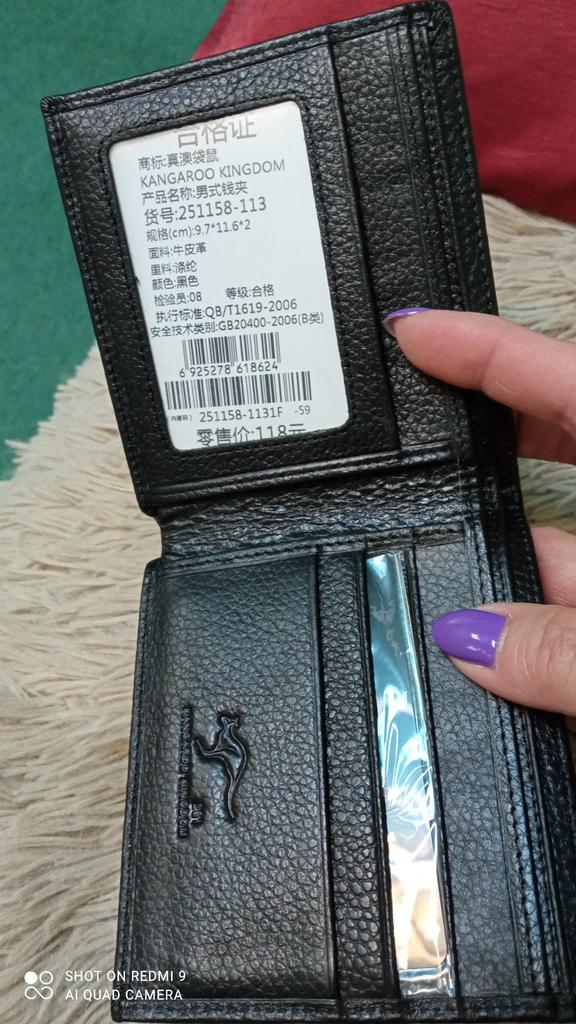 合格证
商标:真澳袋鼠
KANGAROO KINGDOM
产品名称:男式钱夹
货号:251158-113
规格(cm):9.7*11.6*2
面料:牛皮革
里料:涤纶
颜色:黑色
检验员:08 等级:合格
执行标准:QB/T1619-2006
安全技术类别:GB20400-2006(B类)
6 925278 618624
251158-1131F -59
零售价:118元
KANGAROO KINGDOM
SHOT ON REDMI 9
AI QUAD CAMERA